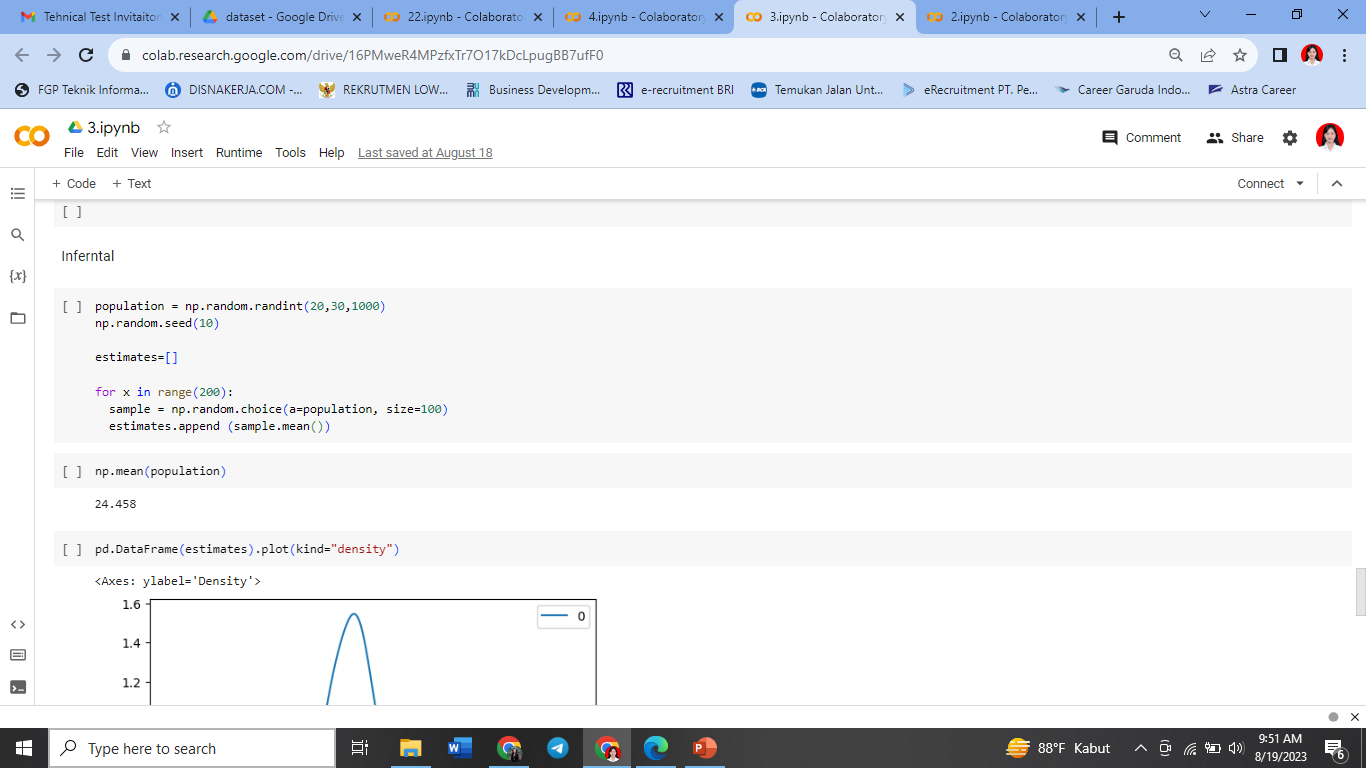 Tehnical Test Invitaiton
dataset - Google Drive
22.ipynb - Colaborato
4.ipynb - Colaboratory
3.ipynb - Colaboratory
2.ipynb - Colaboratory
colab.research.google.com/drive/16PMweR4MPzfxTr7O17kDcLpugBB7ufF0
FGP Teknik Informa...
DISNAKERJA.COM -...
REKRUTMEN LOW...
Business Developm...
e-recruitment BRI
Temukan Jalan Unt...
eRecruitment PT. Pe...
Career Garuda Indo...
Astra Career
3.ipynb
Comment
Share
File Edit View Insert Runtime Tools Help Last saved at August 18
+ Code + Text
Connect
[ ]
Inferntal
[ ] population = np.random.randint(20,30,1000)
np.random.seed(10)
estimates=[]
for x in range(200):
sample = np.random.choice(a=population, size=100)
estimates.append (sample.mean())
[ ] np.mean(population)
24.458
[ ] pd.DataFrame(estimates).plot(kind="density")
<Axes: ylabel='Density'>
1.6
0
1.4
1.2
{x}
Type here to search
88°F Kabut
9:51 AM
8/19/2023
6